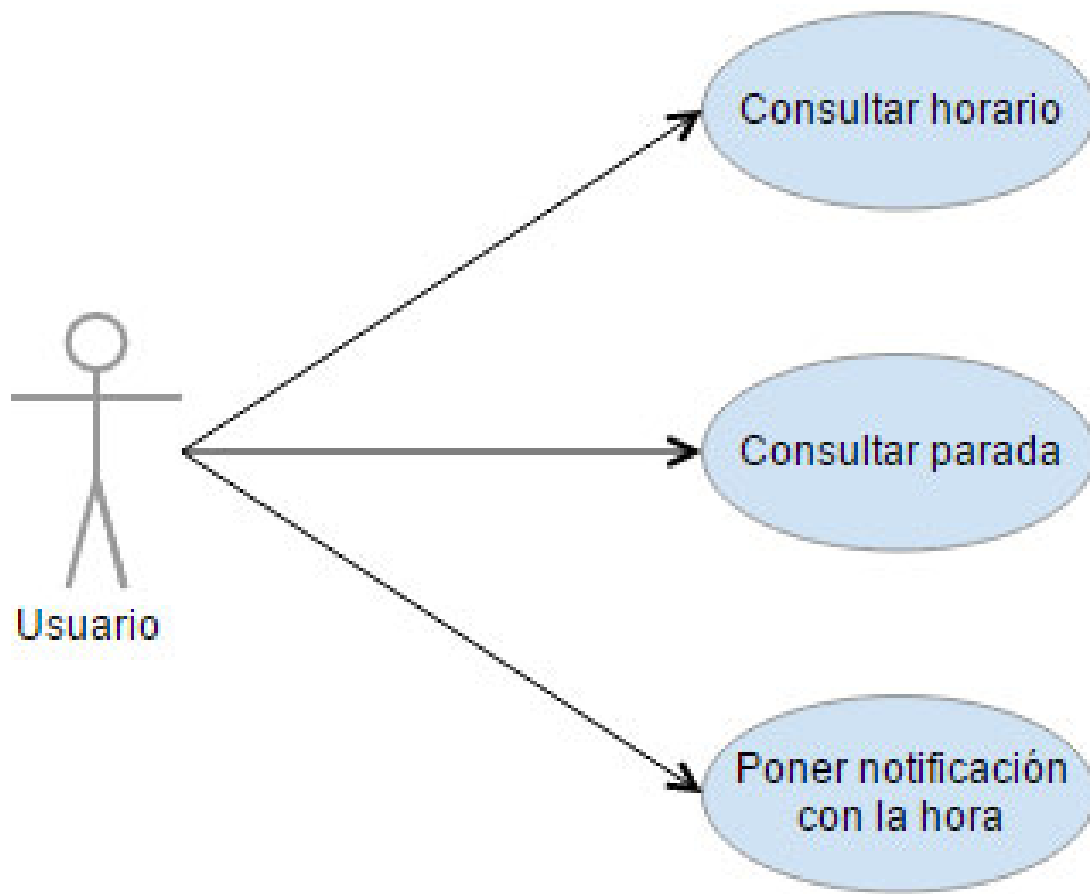 Consultar horario
Consultar parada
Usuario
Poner notificación
con la hora